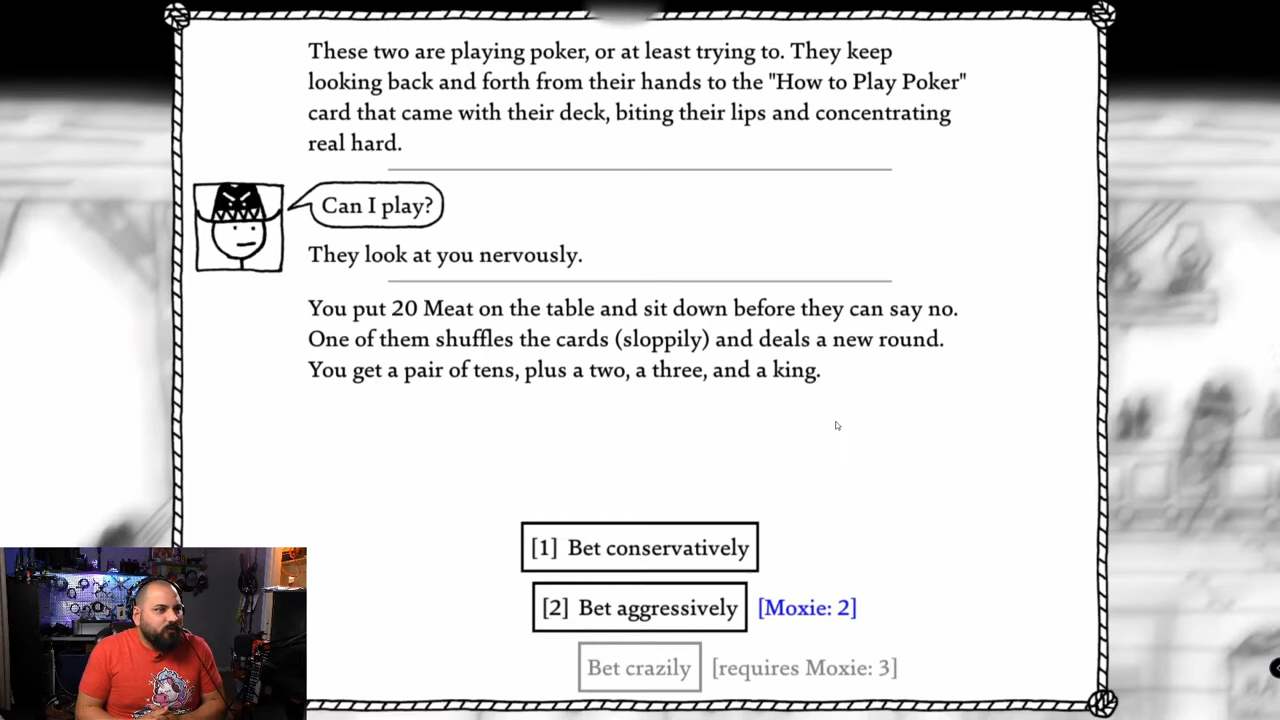 These two are playing poker, or at least trying to. They keep
looking back and forth from their hands to the "How to Play Poker"
card that came with their deck, biting their lips and concentrating
real hard.
Can I play?
They look at you nervously.
You put 20 Meat on the table and sit down before they can say no.
One of them shuffles the cards (sloppily) and deals a new round.
You get a pair of tens, plus a two, a three, and a king.
[1] Bet conservatively
[2] Bet aggressively [Moxie: 2]
Bet crazily [requires Moxie: 3]